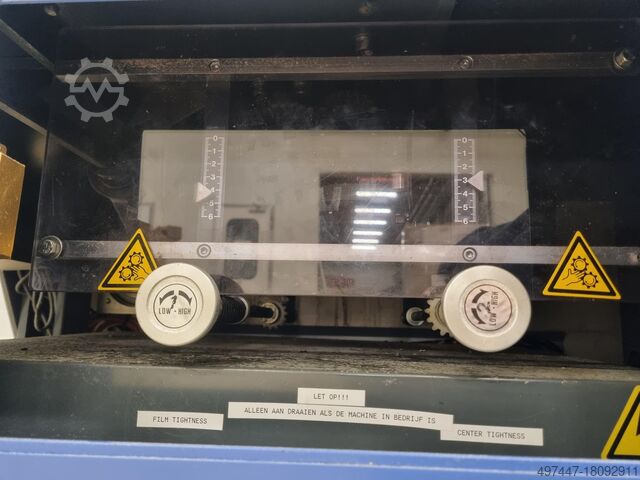 0
1
2
3
4
5
6
0
1
2
3
4
5
6
LOW • HIGH
LOW • HIGH
LET OP!!!
ALLEEN AAN DRAAIEN ALS DE MACHINE IN BEDRIJF IS
FILM TIGHTNESS
CENTER TIGHTNESS
497447-18092911